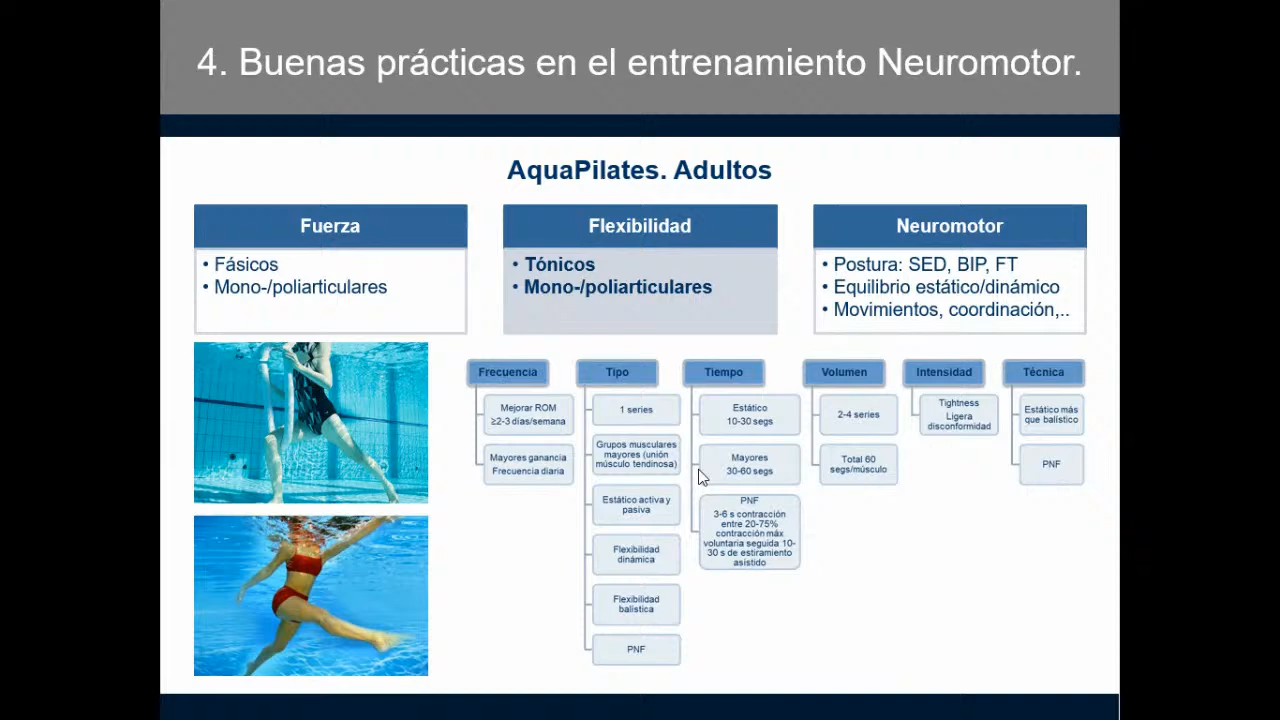 4. Buenas prácticas en el entrenamiento Neuromotor.
AquaPilates. Adultos
Fuerza
• Fásicos
• Mono-/poliarticulares
Flexibilidad
• Tónicos
• Mono-/poliarticulares
Neuromotor
• Postura: SED, BIP, FT
• Equilibrio estático/dinámico
• Movimientos, coordinación,..
Frecuencia
Mejorar ROM
≥2-3 días/semana
Mayores ganancia
Frecuencia diaria
Tipo
1 series
Grupos musculares
mayores (unión
músculo tendinosa)
Estático activa y
pasiva
Flexibilidad
dinámica
Flexibilidad
balística
PNF
Tiempo
Estático
10-30 segs
Mayores
30-60 segs
PNF
3-6 s contracción
entre 20-75%
contracción máx
voluntaria seguida 10-
30 s de estiramiento
asistido
Volumen
2-4 series
Total 60
segs/músculo
Intensidad
Tightness
Ligera
disconformidad
Técnica
Estático más
que balístico
PNF